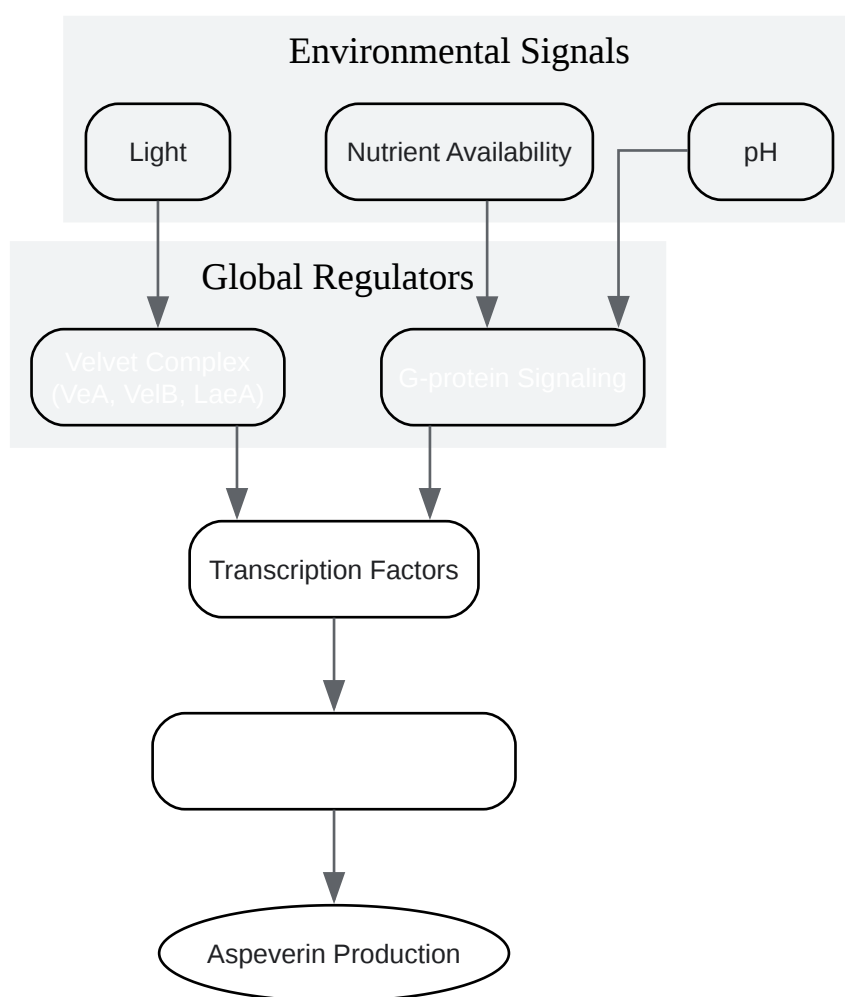 Environmental Signals
Light
Nutrient Availability
pH
Global Regulators
Velvet Complex
(VeA, VelB, LaeA)
G-protein Signaling
Transcription Factors
Aspeverin Production